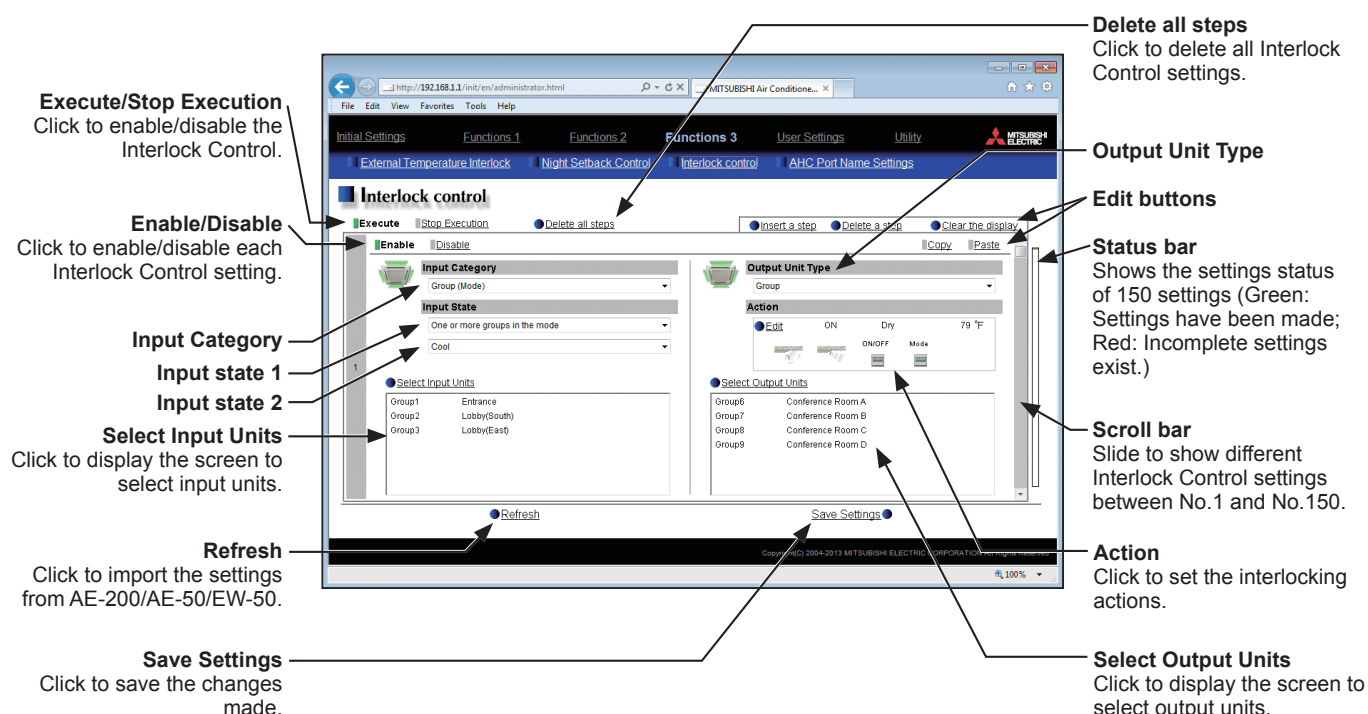 Delete all steps
Click to delete all Interlock
Control settings.
Execute/Stop Execution
Click to enable/disable the
Interlock Control.
Enable/Disable
Click to enable/disable each
Interlock Control setting.
Input Category
Input state 1
Input state 2
Select Input Units
Click to display the screen to
select input units.
Refresh
Click to import the settings
from AE-200/AE-50/EW-50.
Save Settings
Click to save the changes
made.
http://192.168.1.1/init/en/administrator.html
MITSUBISHI Air Conditione...
File Edit View Favorites Tools Help
Initial Settings Functions 1 Functions 2 Functions 3 User Settings Utility
MITSUBISHI
ELECTRIC
External Temperature Interlock Night Setback Control Interlock control AHC Port Name Settings
Interlock control
Execute Stop Execution Delete all steps Insert a step Delete a step Clear the display
Enable Disable Copy Paste
1
Input Category
Group (Mode)
Input State
One or more groups in the mode
Cool
Select Input Units
Group1 Entrance
Group2 Lobby(South)
Group3 Lobby(East)
Output Unit Type
Group
Action
Edit ON Dry 79 °F
ON/OFF Mode
Select Output Units
Group6 Conference Room A
Group7 Conference Room B
Group8 Conference Room C
Group9 Conference Room D
Refresh Save Settings
Copyright(C) 2004-2013 MITSUBISHI ELECTRIC CORPORATION All Rights Reserved
100%
Output Unit Type
Edit buttons
Status bar
Shows the settings status
of 150 settings (Green:
Settings have been made;
Red: Incomplete settings
exist.)
Scroll bar
Slide to show different
Interlock Control settings
between No.1 and No.150.
Action
Click to set the interlocking
actions.
Select Output Units
Click to display the screen to
select output units.